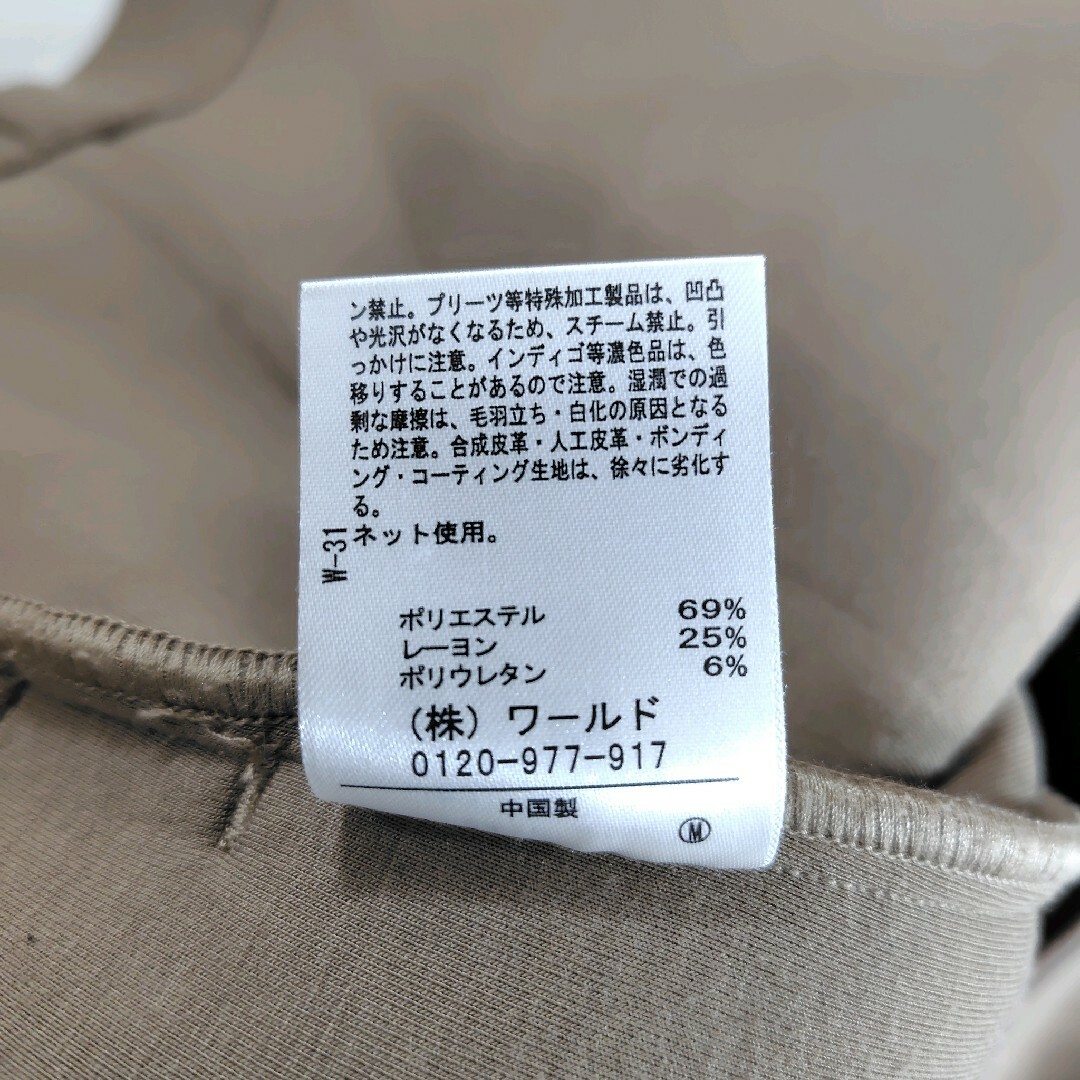 ン禁止。プリーツ等特殊加工製品は、凹凸
や光沢がなくなるため、スチーム禁止。引
っかけに注意。インディゴ等濃色品は、色
移りすることがあるので注意。湿潤での過
剰な摩擦は、毛羽立ち・白化の原因となる
ため注意。合成皮革・人工皮革・ボンディ
ング・コーティング生地は、徐々に劣化す
る。
ネット使用。
W-31
ポリエステル 69%
レーヨン 25%
ポリウレタン 6%
(株) ワールド
0120-977-917
中国製
M